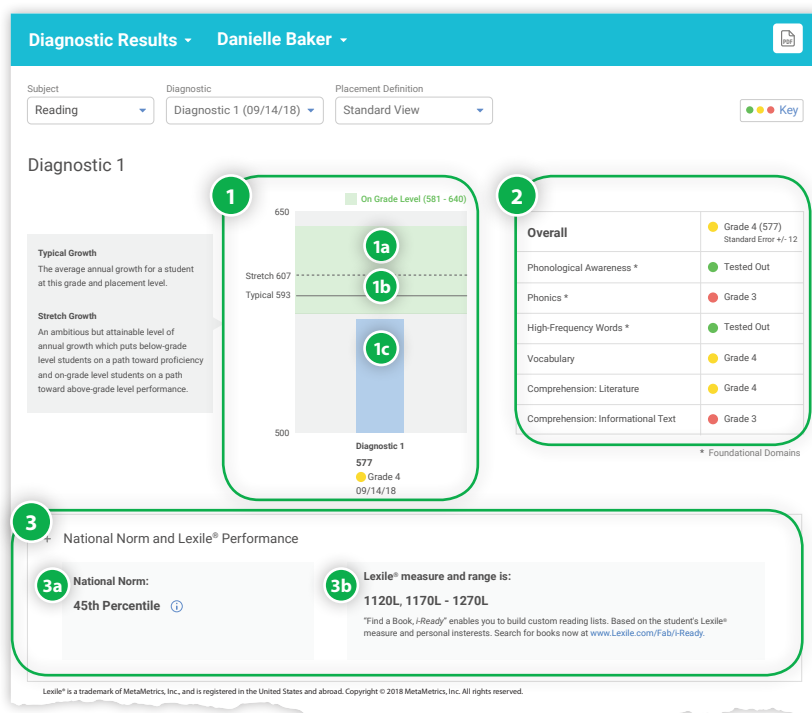 Diagnostic Results
Danielle Baker
PDF
Subject
Diagnostic
Placement Definition
Reading
Diagnostic 1 (09/14/18)
Standard View
Key
Diagnostic 1
1
On Grade Level (581 - 640)
650
1a
Stretch 607
1b
Typical 593
1c
500
Diagnostic 1
577
Grade 4
09/14/18
Typical Growth
The average annual growth for a student
at this grade and placement level.
Stretch Growth
An ambitious but attainable level of
annual growth which puts below-grade
level students on a path toward proficiency
and on-grade level students on a path
toward above-grade level performance.
2
Overall
Grade 4 (577)
Standard Error +/- 12
Phonological Awareness *
Tested Out
Phonics *
Grade 3
High-Frequency Words *
Tested Out
Vocabulary
Grade 4
Comprehension: Literature
Grade 4
Comprehension: Informational Text
Grade 3
* Foundational Domains
3
+ National Norm and Lexile® Performance
3a
National Norm:
45th Percentile
3b
Lexile® measure and range is:
1120L, 1170L - 1270L
"Find a Book, i-Ready" enables you to build custom reading lists. Based on the student's Lexile®
measure and personal insterests. Search for books now at www.Lexile.com/Fab/i-Ready.
Lexile® is a trademark of MetaMetrics, Inc., and is registered in the United States and abroad. Copyright © 2018 MetaMetrics, Inc. All rights reserved.